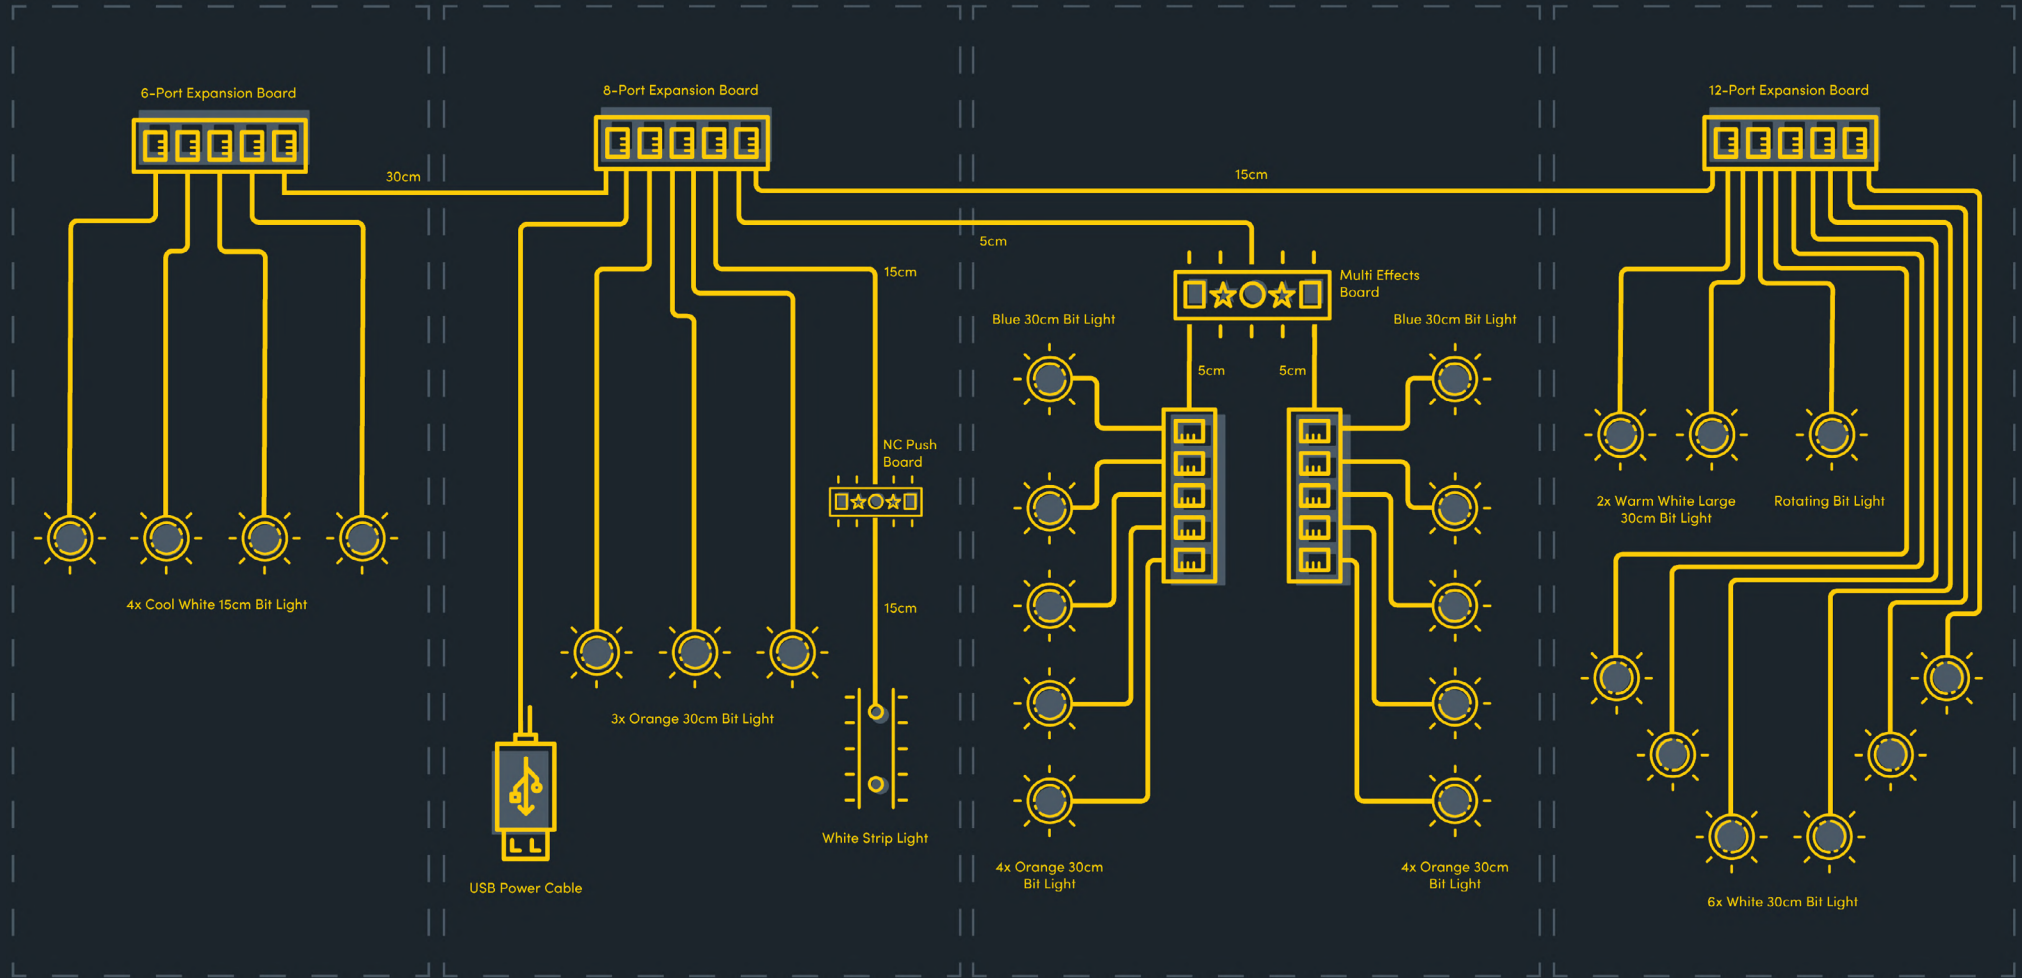 6-Port Expansion Board
30cm
4x Cool White 15cm Bit Light
8-Port Expansion Board
15cm
5cm
15cm
NC Push
Board
15cm
3x Orange 30cm Bit Light
White Strip Light
USB Power Cable
Multi Effects
Board
Blue 30cm Bit Light
Blue 30cm Bit Light
5cm
5cm
4x Orange 30cm
Bit Light
4x Orange 30cm
Bit Light
12-Port Expansion Board
2x Warm White Large
30cm Bit Light
Rotating Bit Light
6x White 30cm Bit Light